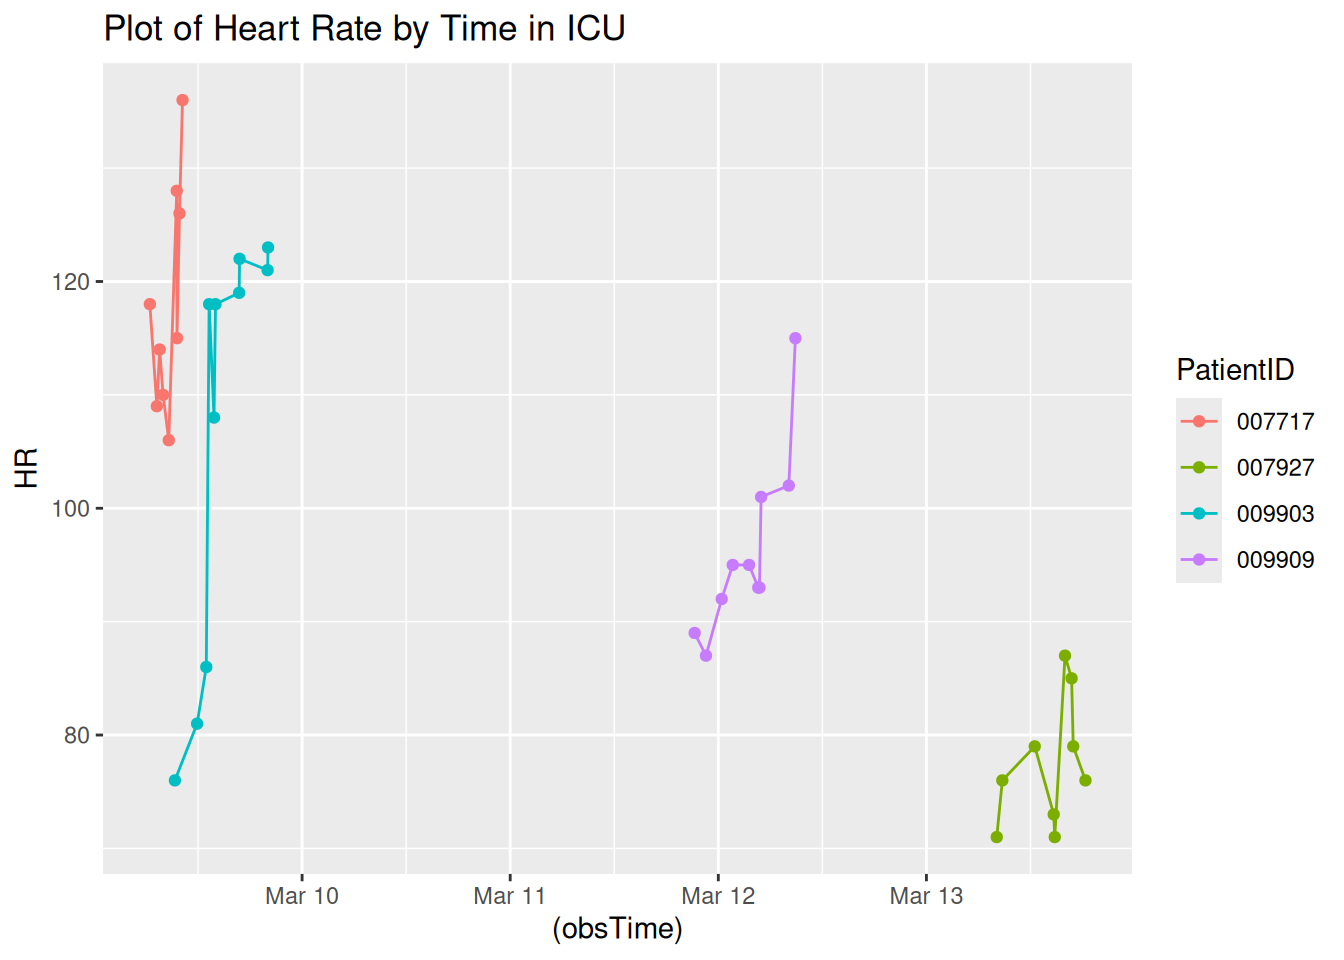 Plot of Heart Rate by Time in ICU
HR
120
100
80
Mar 10
Mar 11
Mar 12
Mar 13
(obsTime)
PatientID
007717
007927
009903
009909